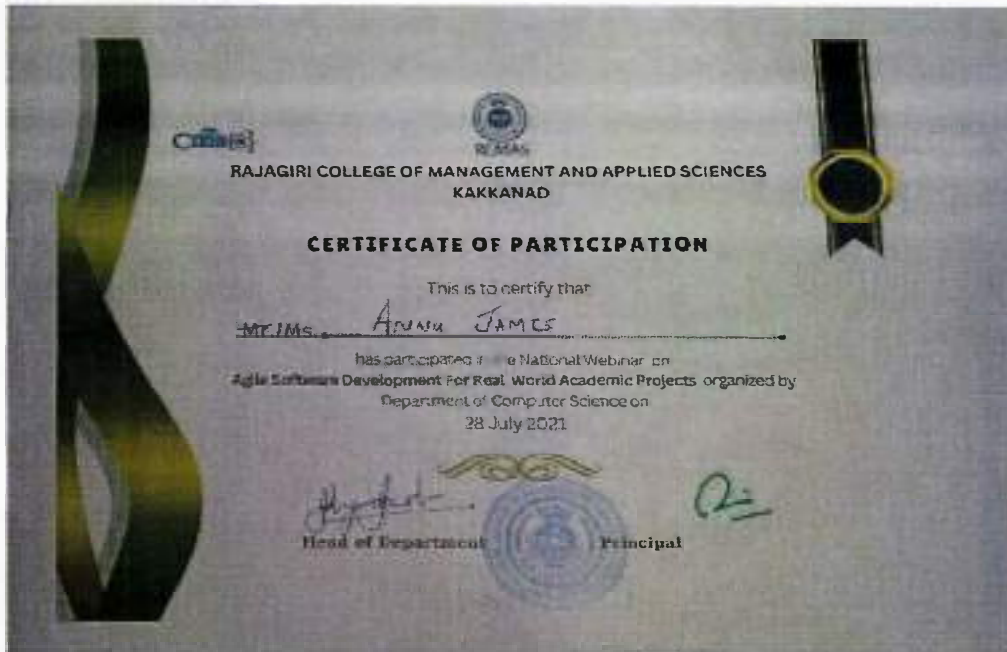 RAJAGIRI COLLEGE OF MANAGEMENT AND APPLIED SCIENCES
KAKKANAD
CERTIFICATE OF PARTICIPATION
This is to certify that
Mr./Ms. ANNU JAMES
has participated in the National Webinar on
Agile Software Development For Real World Academic Projects organized by
Department of Computer Science on
28 July 2021
Head of Department Principal